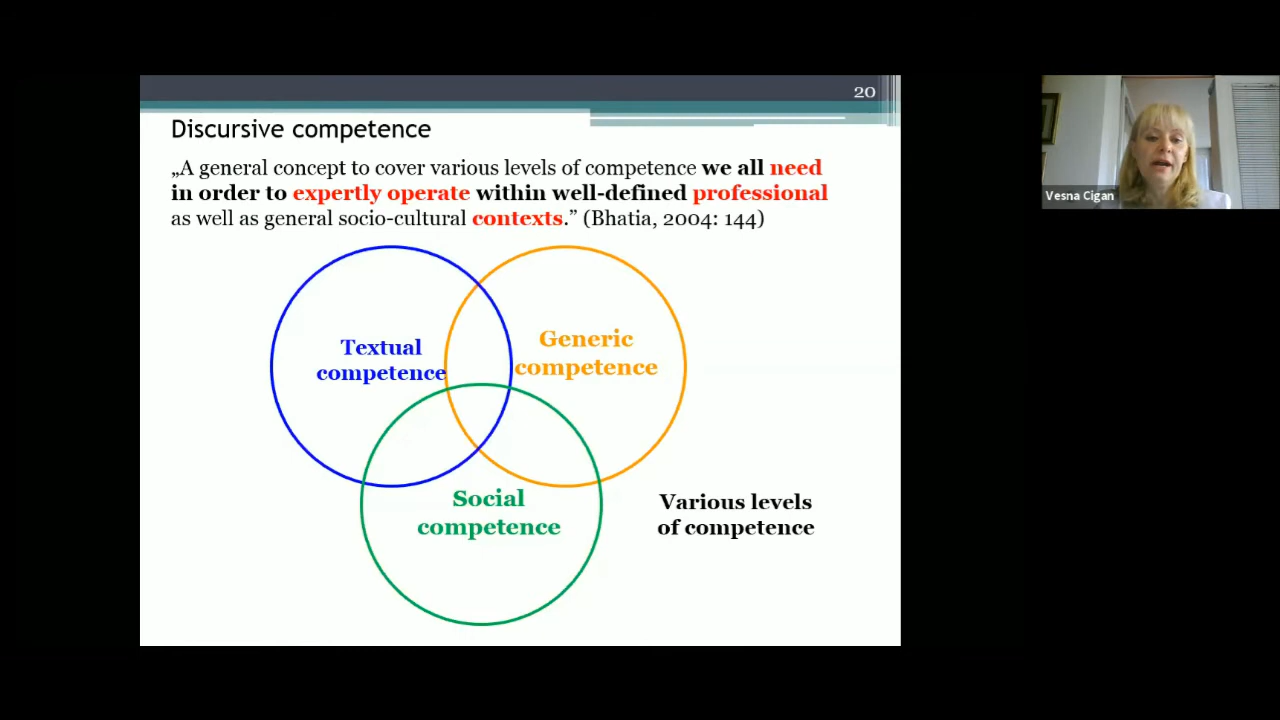 20
Discursive competence
„A general concept to cover various levels of competence we all need
in order to expertly operate within well-defined professional
as well as general socio-cultural contexts.” (Bhatia, 2004: 144)
Textual
competence
Generic
competence
Social
competence
Various levels
of competence
Vesna Cigan